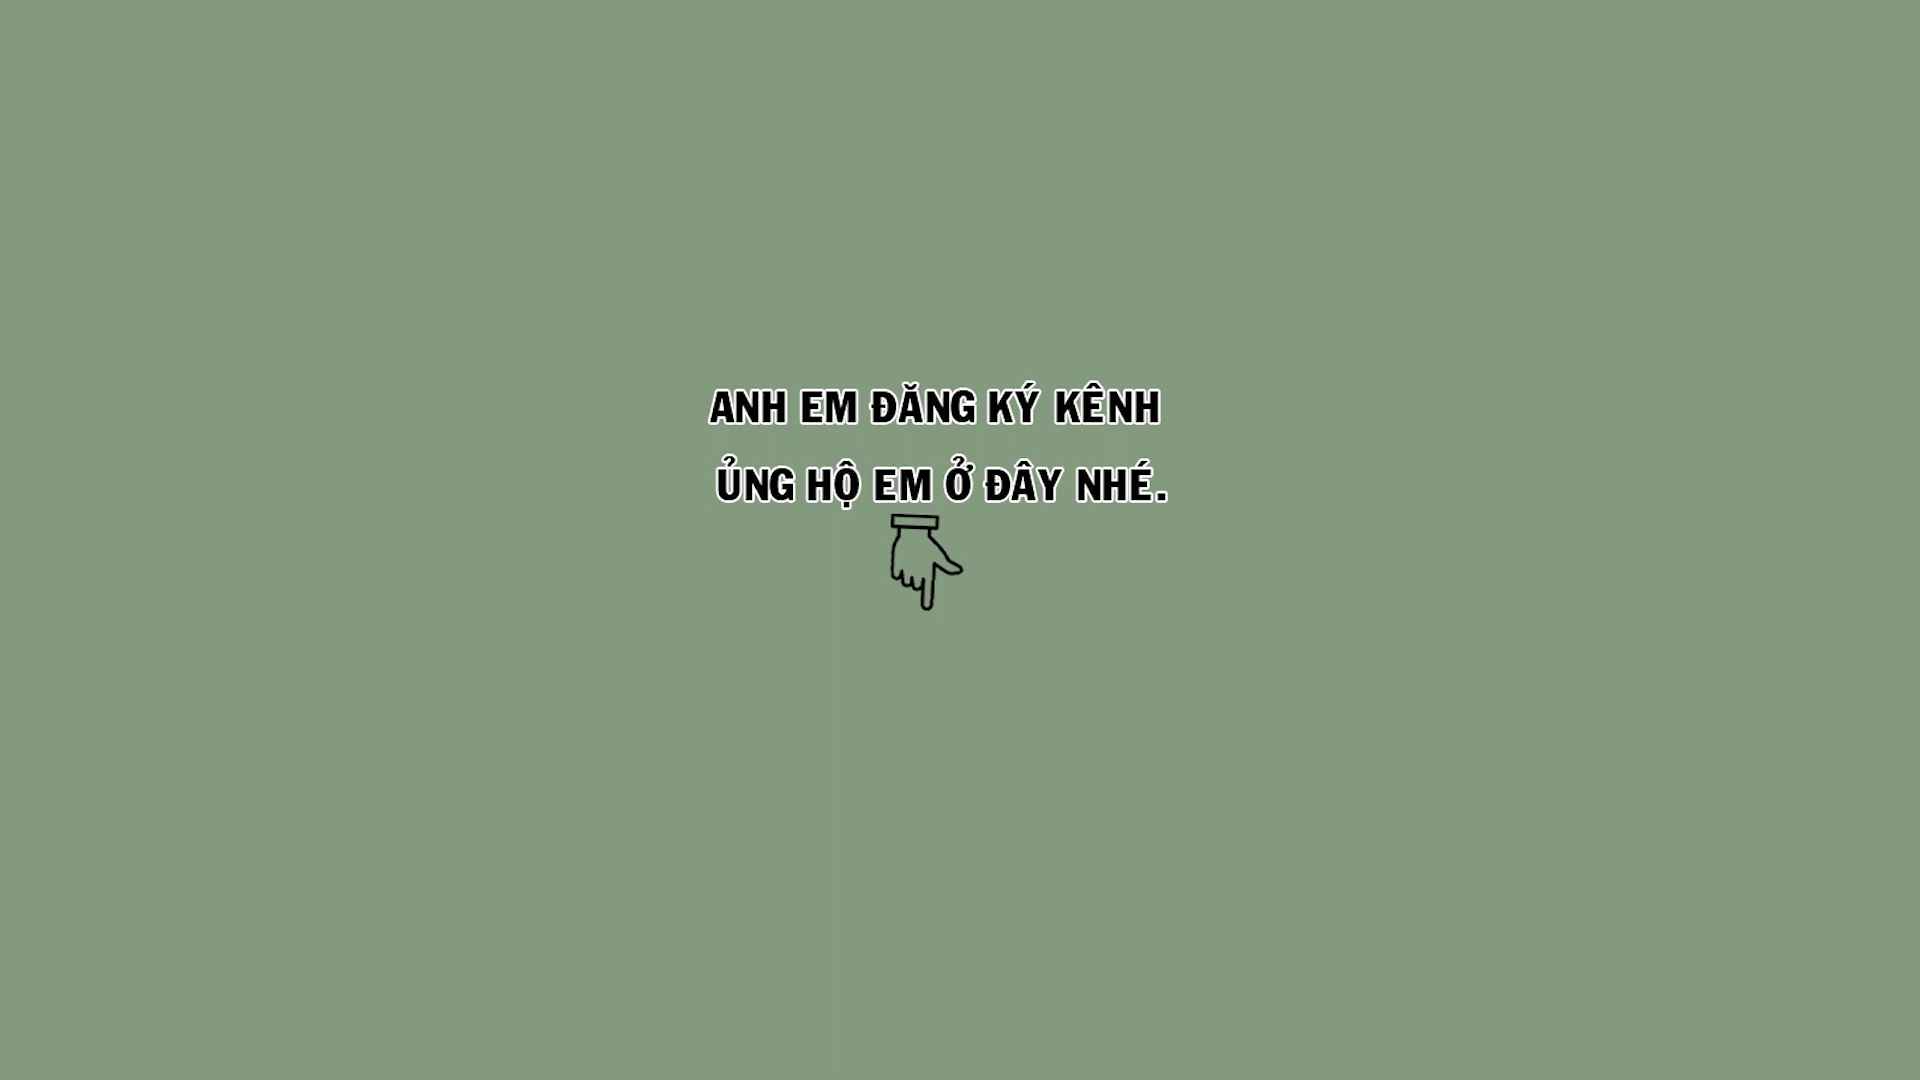 ANH EM ĐĂNG KÝ KÊNH
ỦNG HỘ EM Ở ĐÂY NHÉ.